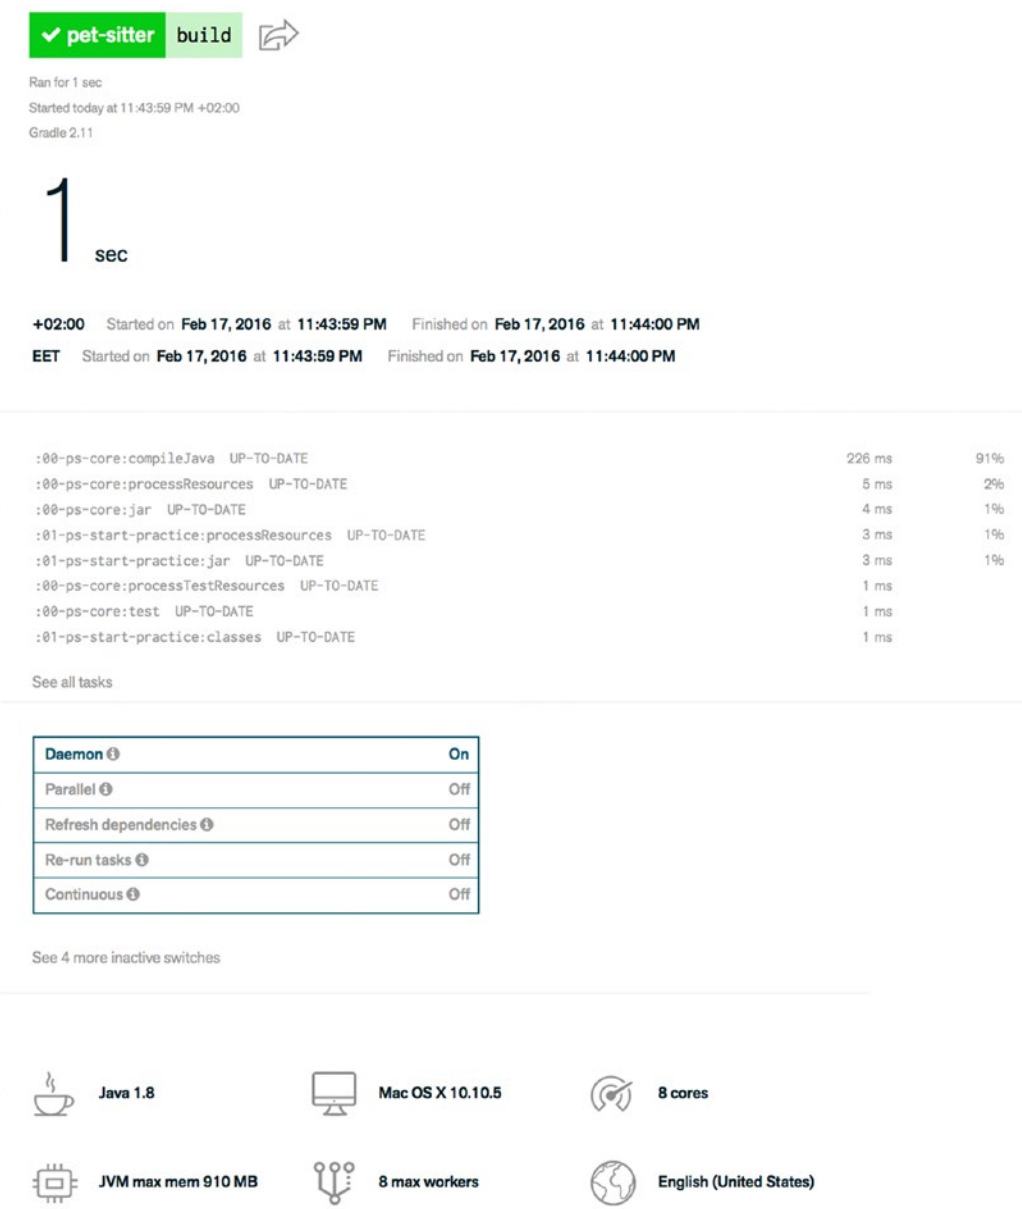 pet-sitter build
Ran for 1 sec
Started today at 11:43:59 PM +02:00
Gradle 2.11
1 sec
+02:00 Started on Feb 17, 2016 at 11:43:59 PM Finished on Feb 17, 2016 at 11:44:00 PM
EET Started on Feb 17, 2016 at 11:43:59 PM Finished on Feb 17, 2016 at 11:44:00 PM
:00-ps-core:compileJava UP-TO-DATE 226 ms 91%
:00-ps-core:processResources UP-TO-DATE 5 ms 2%
:00-ps-core:jar UP-TO-DATE 4 ms 1%
:01-ps-start-practice:processResources UP-TO-DATE 3 ms 1%
:01-ps-start-practice:jar UP-TO-DATE 3 ms 1%
:00-ps-core:processTestResources UP-TO-DATE 1 ms
:00-ps-core:test UP-TO-DATE 1 ms
:01-ps-start-practice:classes UP-TO-DATE 1 ms
See all tasks
Daemon On
Parallel Off
Refresh dependencies Off
Re-run tasks Off
Continuous Off
See 4 more inactive switches
Java 1.8 Mac OS X 10.10.5 8 cores
JVM max mem 910 MB 8 max workers English (United States)